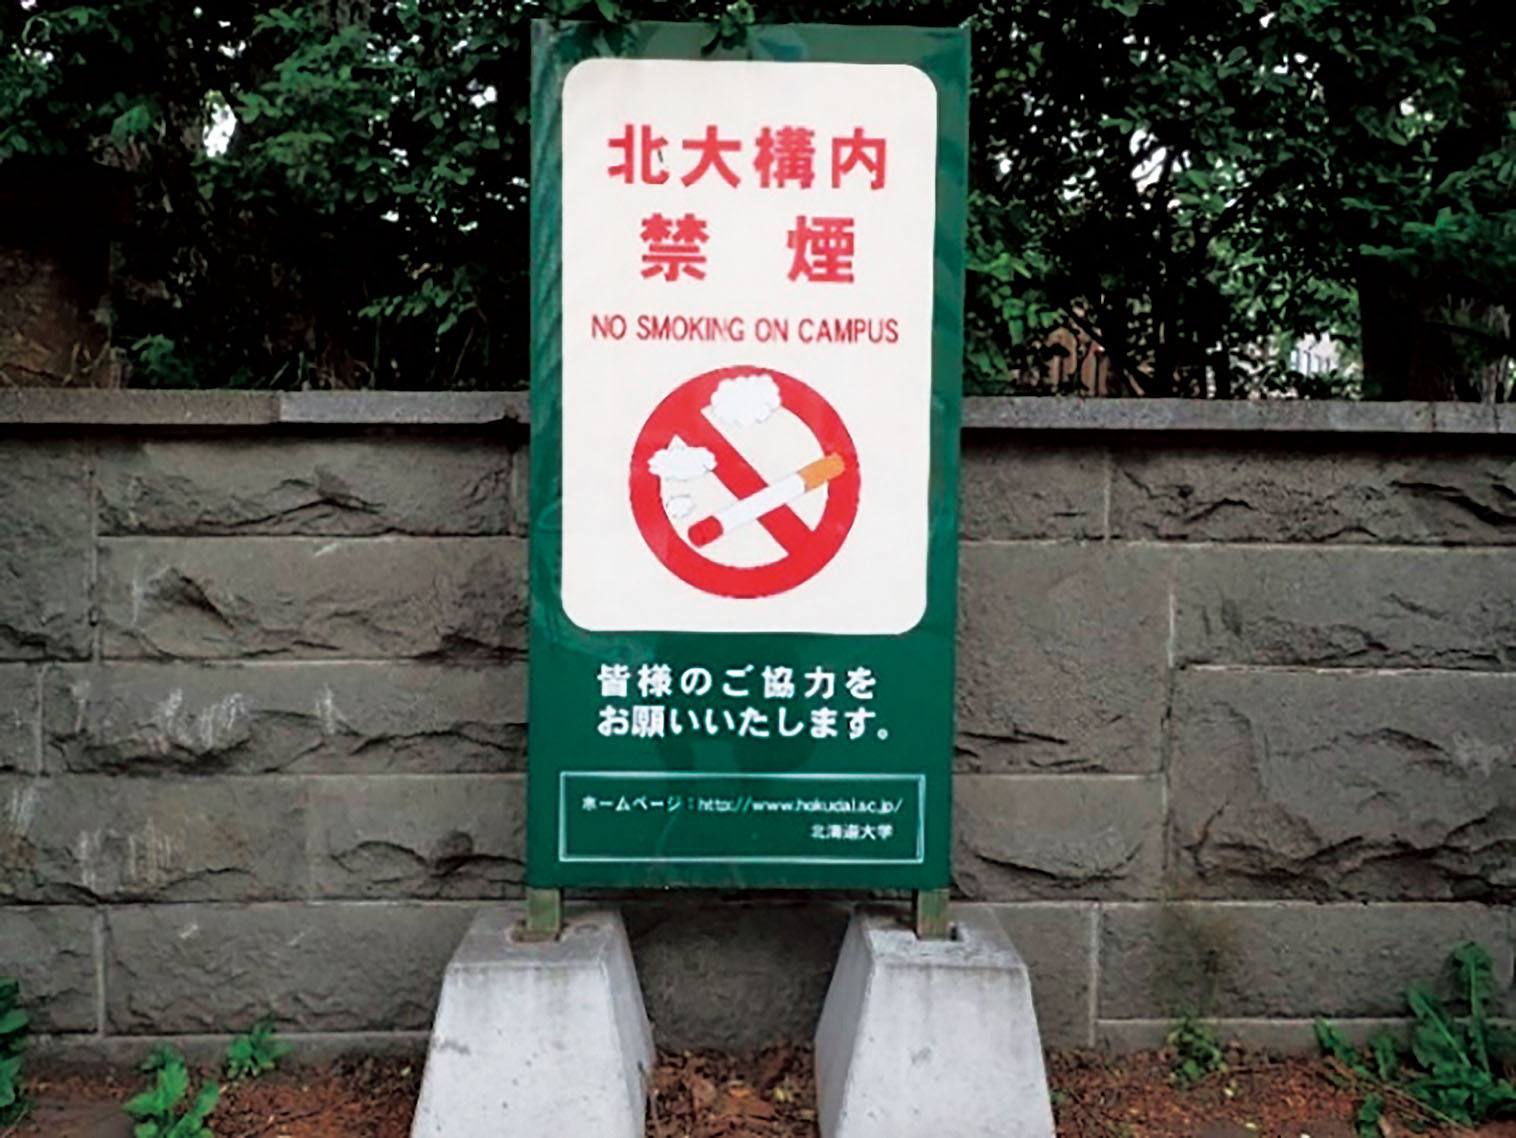 北大構内
禁 煙
NO SMOKING ON CAMPUS
皆様のご協力を
お願いいたします。
ホームページ:http://www.hokudai.ac.jp/
北海道大学